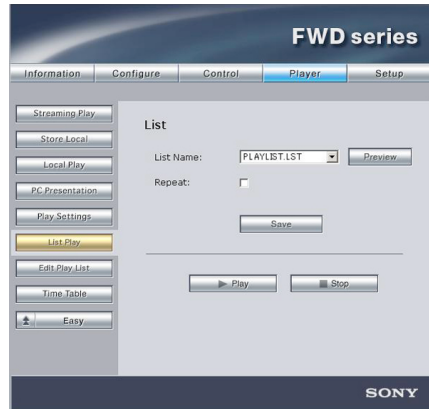 FWD series
Information Configure Control Player Setup
Streaming Play
Store Local
Local Play
PC Presentation
Play Settings
List Play
Edit Play List
Time Table
Easy
List
List Name: PLAYLIST.LST Preview
Repeat:
Save
Play Stop
SONY